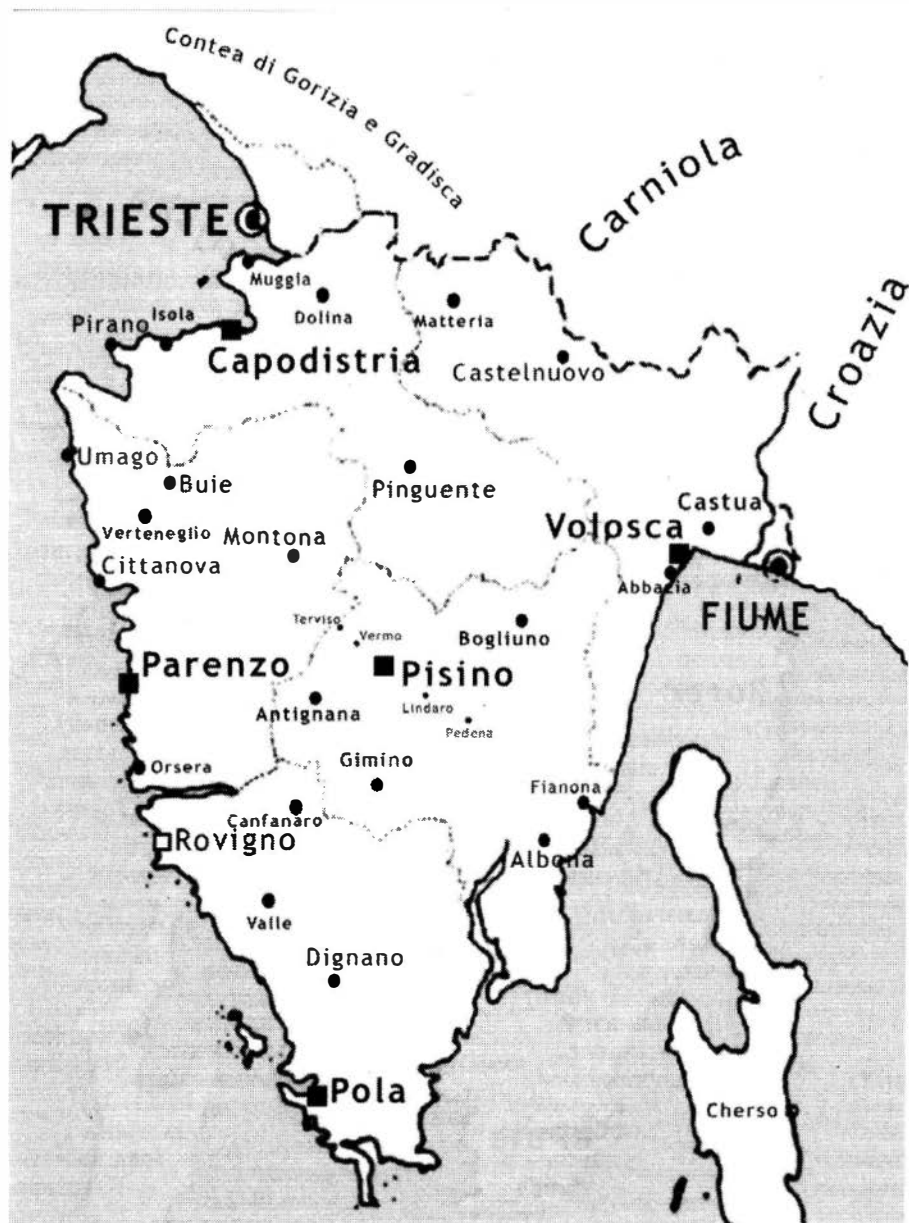 Contea di Gorizia e Gradisca
Carniola
Croazia
TRIESTE
Muggia
Dolina
Matteria
Isola
Pirano
Capodistria
Castelnuovo
Umago
Buie
Pinguente
Verteneglio
Montona
Castua
Volpsca
Cittanova
Abbazia
FIUME
Terviso
Vermo
Bogliuno
Parenzo
Pisino
Lindaro
Antignana
Pedena
Gimino
Orsera
Fianona
Canfanaro
Rovigno
Albona
Valle
Dignano
Pola
Cherso